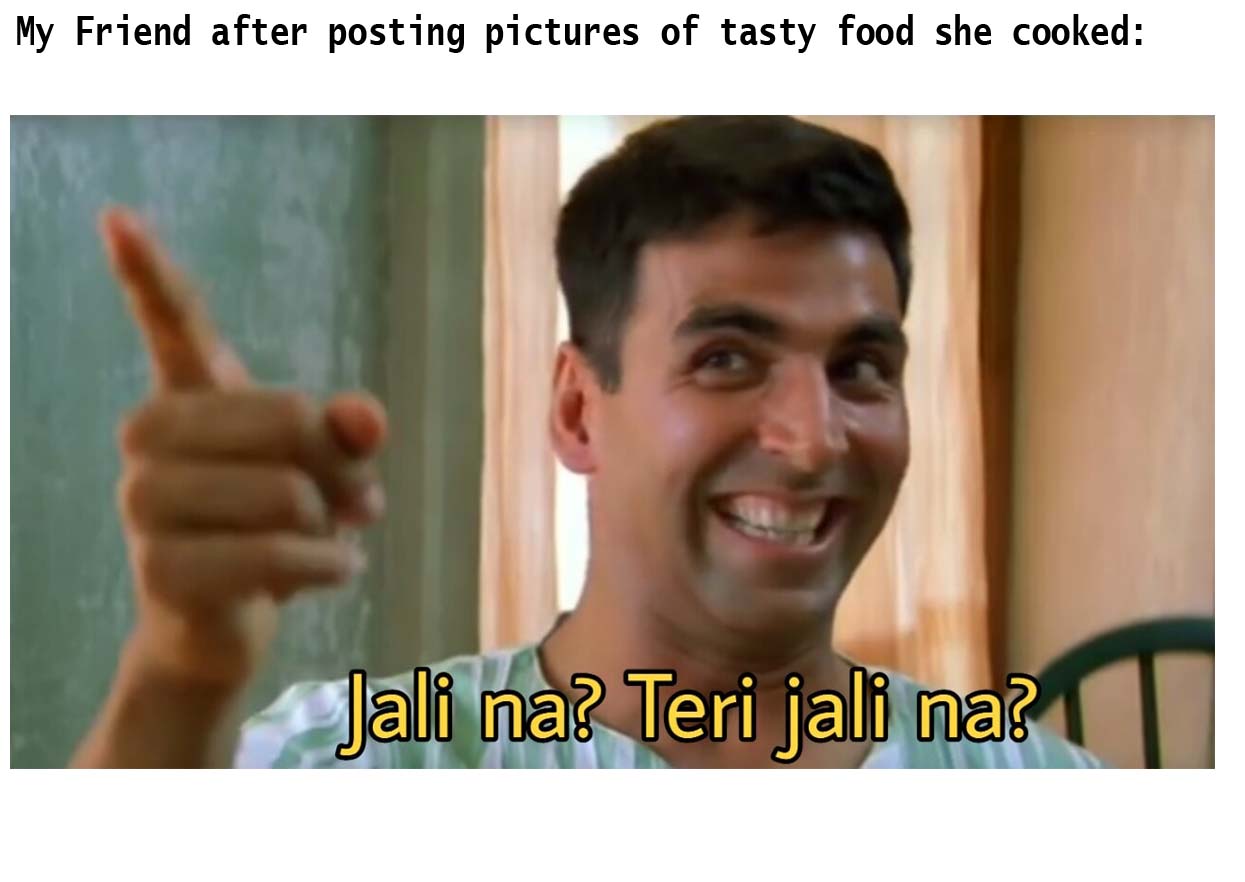 My Friend after posting pictures of tasty food she cooked:
Jali na? Teri jali na?